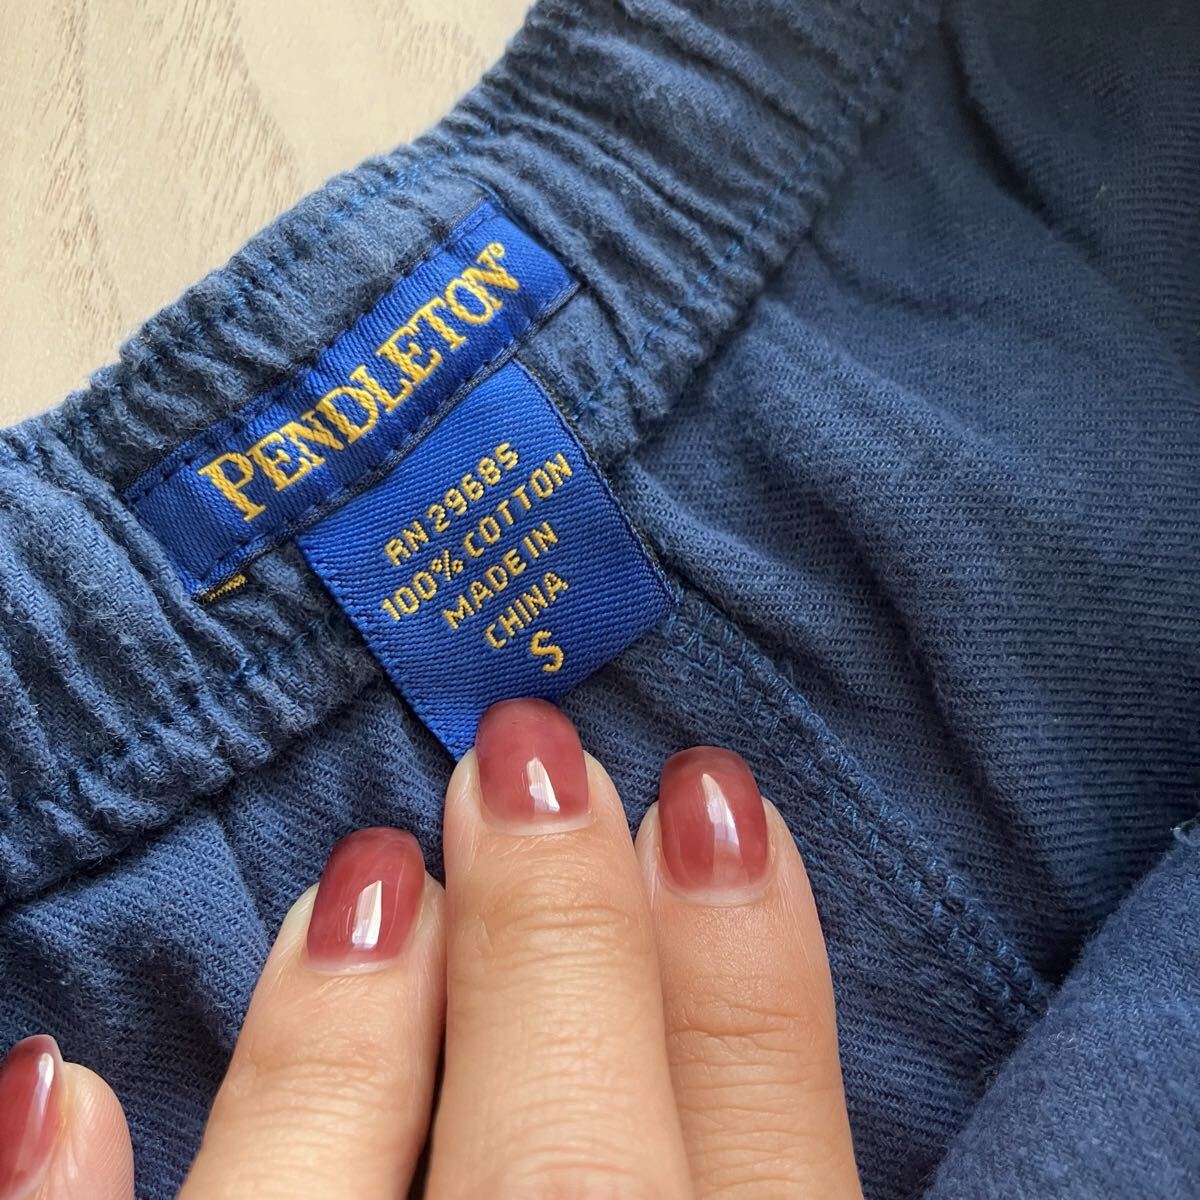 PENDLETON®
RN 29685
100% COTTON
MADE IN
CHINA
S